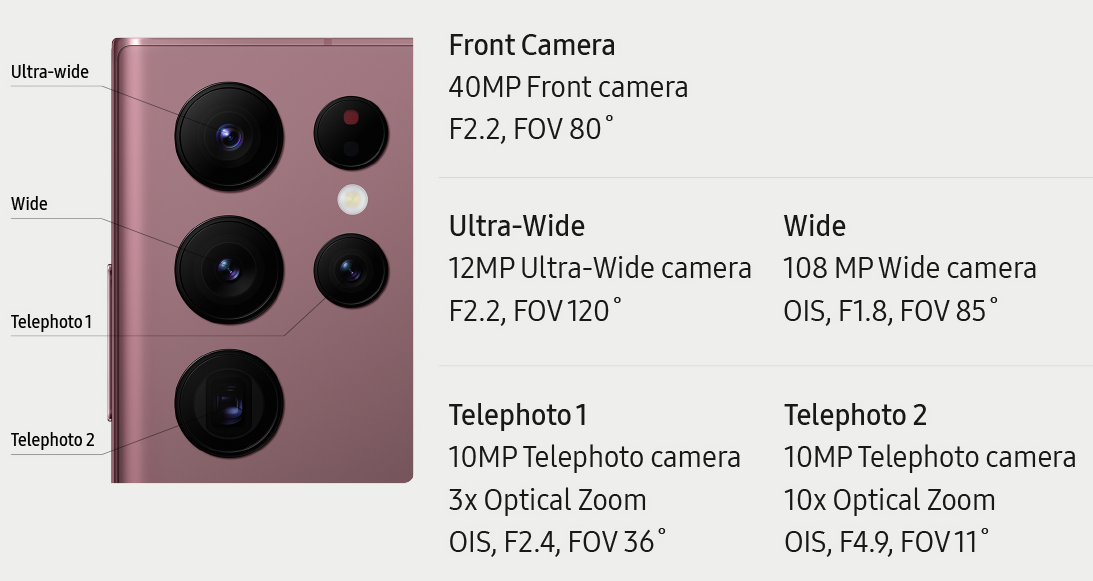 Ultra-wide
Wide
Telephoto 1
Telephoto 2
Front Camera
40MP Front camera
F2.2, FOV 80˚
Ultra-Wide
12MP Ultra-Wide camera
F2.2, FOV 120˚
Wide
108 MP Wide camera
OIS, F1.8, FOV 85˚
Telephoto 1
10MP Telephoto camera
3x Optical Zoom
OIS, F2.4, FOV 36˚
Telephoto 2
10MP Telephoto camera
10x Optical Zoom
OIS, F4.9, FOV 11˚